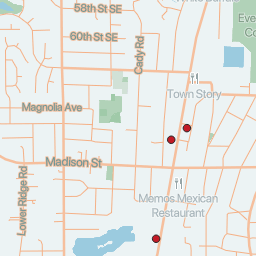 58th St SE
60th St SE
Cady Rd
Town Story
Magnolia Ave
Madison St
Lower Ridge Rd
Memos Mexican
Restaurant